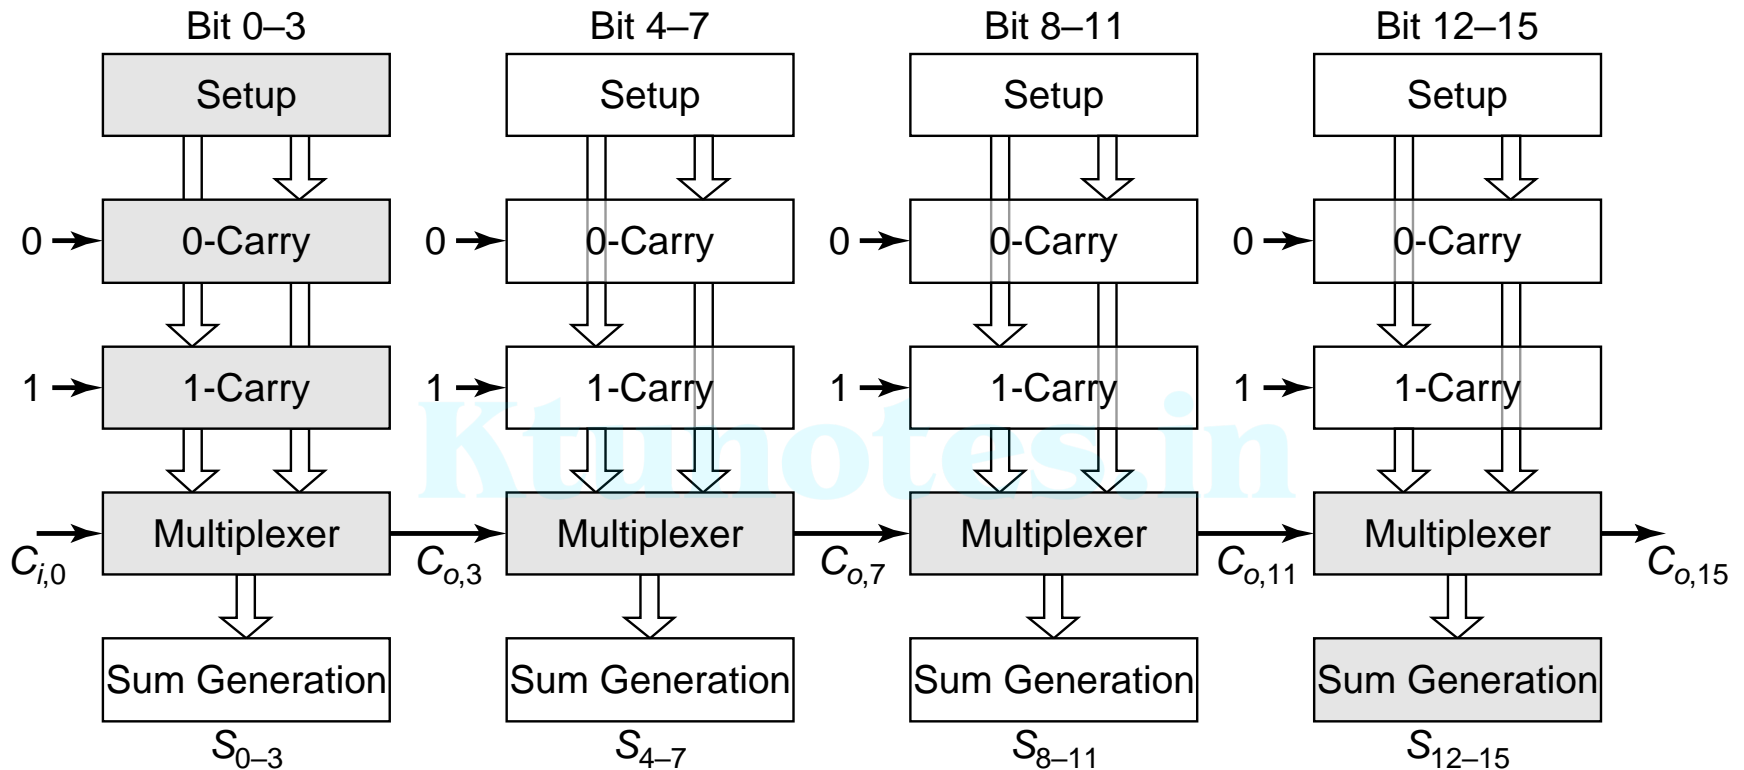 Bit 0–3 Bit 4–7 Bit 8–11 Bit 12–15
Setup Setup Setup Setup
0 0-Carry 0 0-Carry 0 0-Carry 0 0-Carry
1 1-Carry 1 1-Carry 1 1-Carry 1 1-Carry
Ktunotes.in
Multiplexer Multiplexer Multiplexer Multiplexer
Ci,0 Co,3 Co,7 Co,11 Co,15
Sum Generation Sum Generation Sum Generation Sum Generation
S0–3 S4–7 S8–11 S12–15